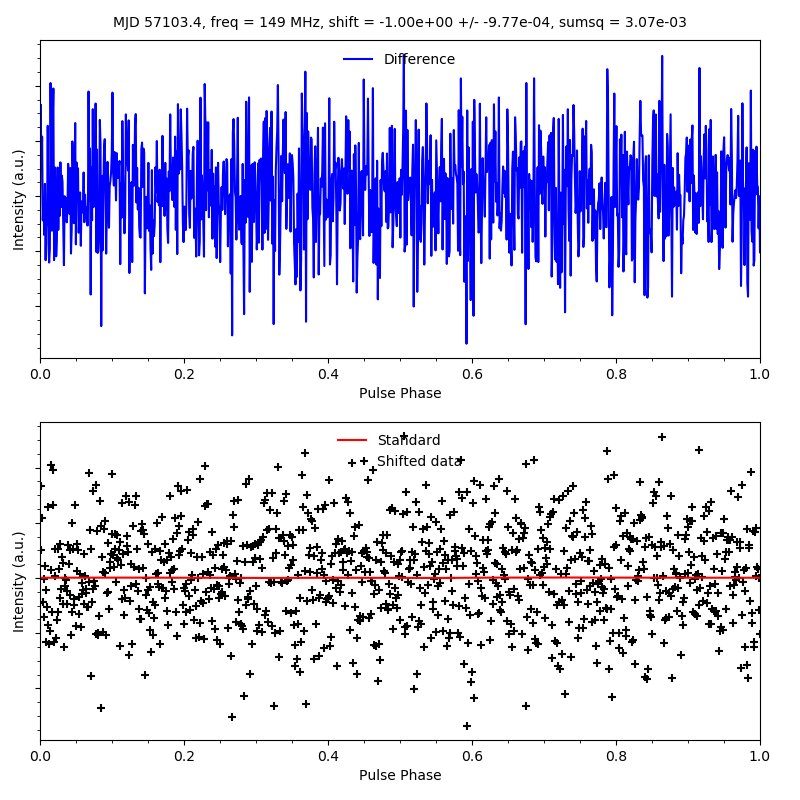 MJD 57103.4, freq = 149 MHz, shift = -1.00e+00 +/- -9.77e-04, sumsq = 3.07e-03
Difference
Intensity (a.u.)
0.0 0.2 0.4 0.6 0.8 1.0
Pulse Phase
Standard
Shifted data
Intensity (a.u.)
0.0 0.2 0.4 0.6 0.8 1.0
Pulse Phase